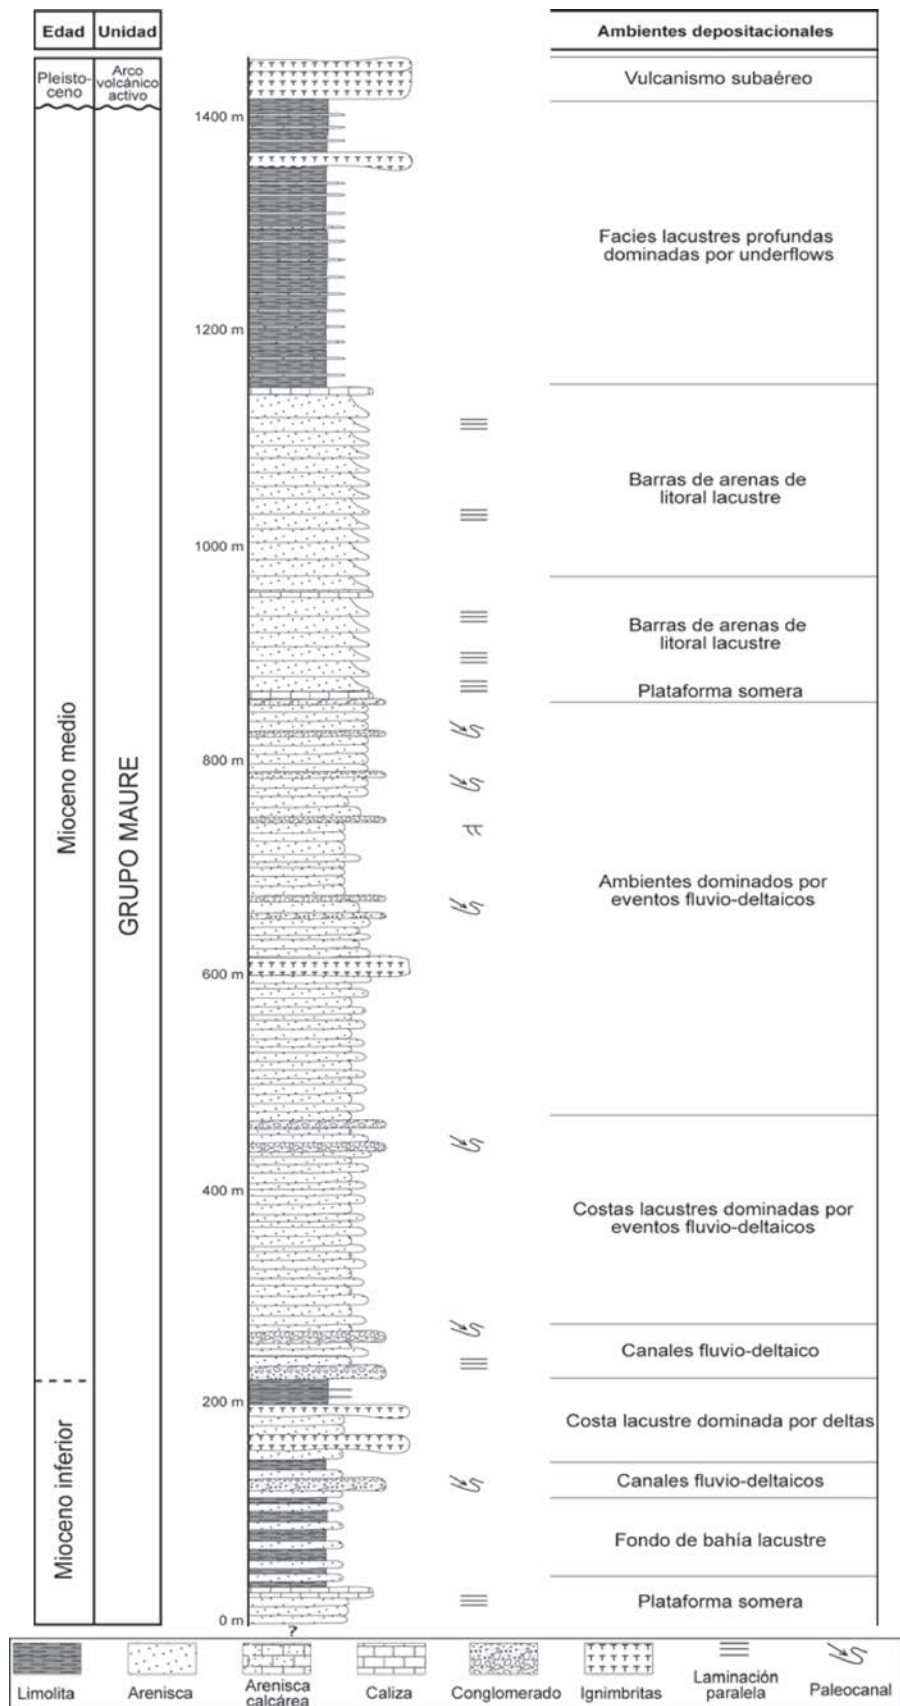 Edad
Unidad
Ambientes depositacionales
Pleisto-
ceno
Arco
volcánico
activo
Vulcanismo subaéreo
1400 m
Facies lacustres profundas
dominadas por underflows
1200 m
Barras de arenas de
litoral lacustre
1000 m
Barras de arenas de
litoral lacustre
Plataforma somera
800 m
Mioceno medio
GRUPO MAURE
Ambientes dominados por
eventos fluvio-deltaicos
600 m
Costas lacustres dominadas por
eventos fluvio-deltaicos
400 m
Canales fluvio-deltaico
200 m
Costa lacustre dominada por deltas
Mioceno inferior
Canales fluvio-deltaicos
Fondo de bahía lacustre
Plataforma somera
0 m
?
Limolita
Arenisca
Arenisca
calcárea
Caliza
Conglomerado
Ignimbritas
Laminación
paralela
Paleocanal